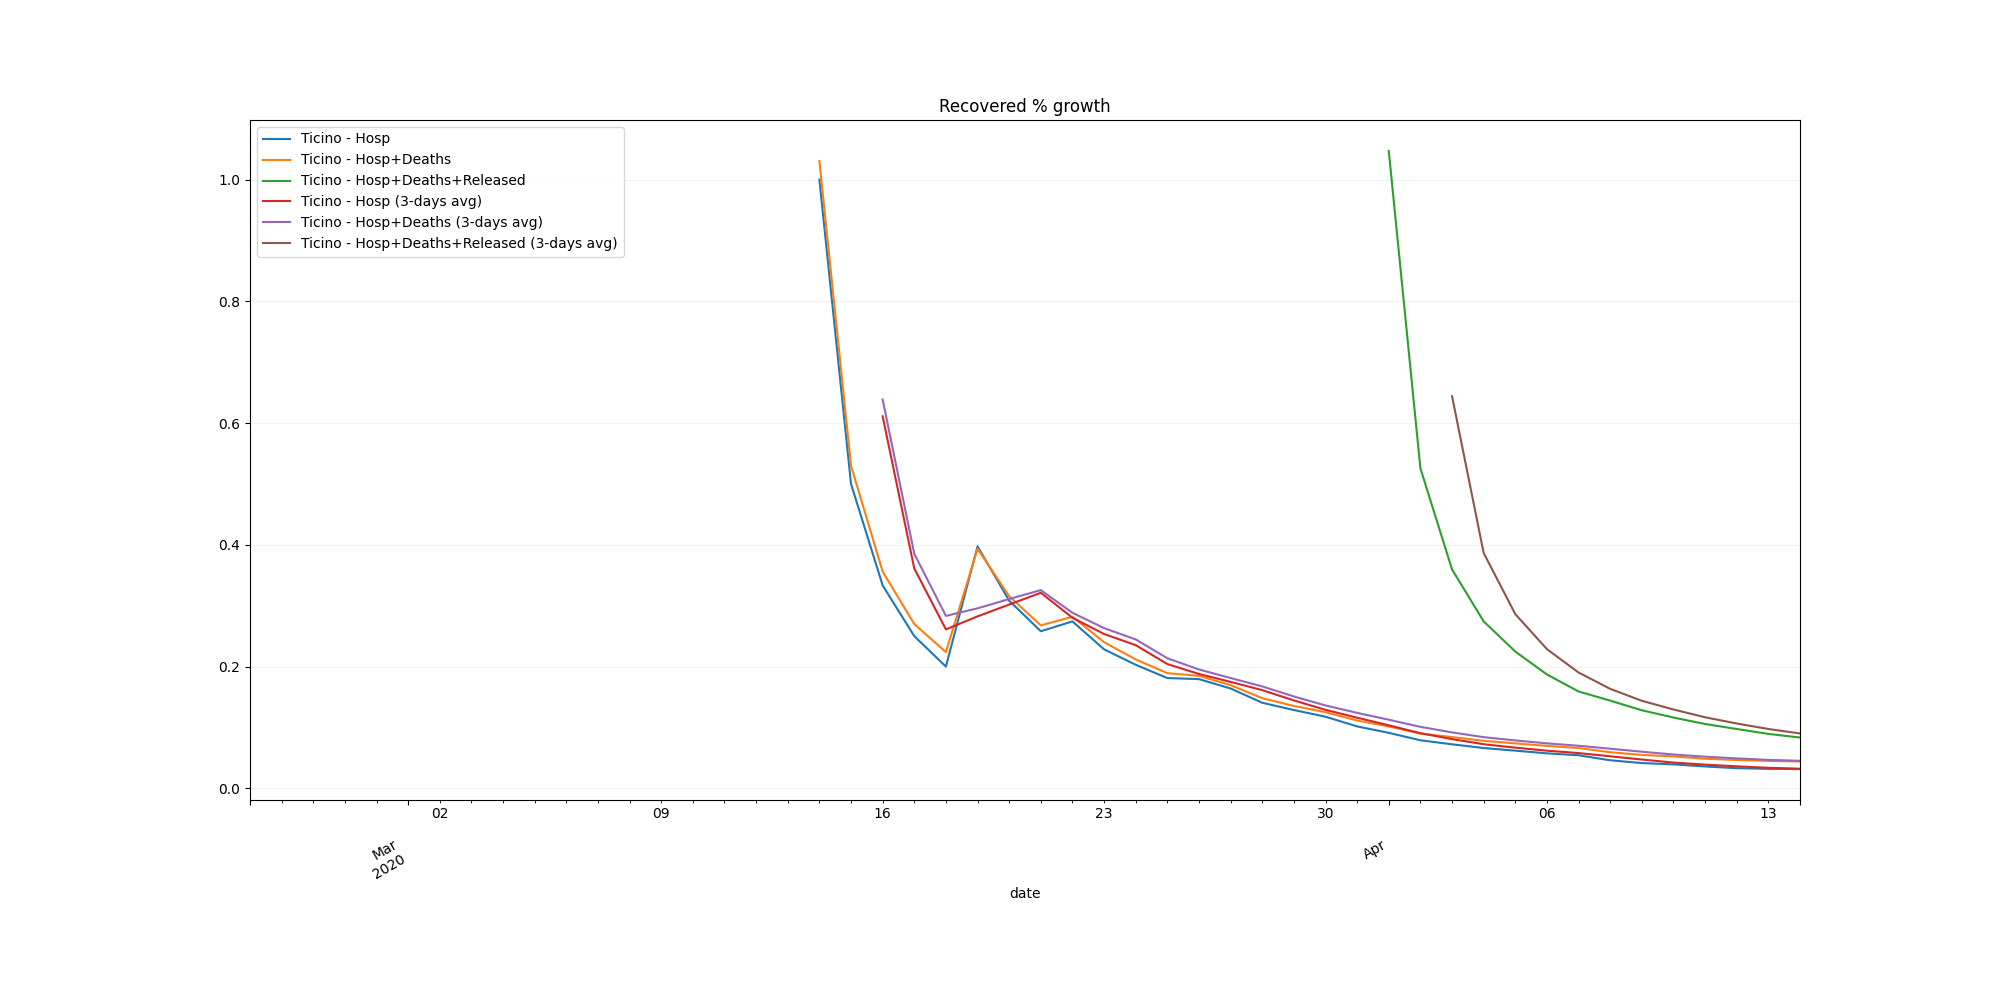 Recovered % growth
Ticino - Hosp
Ticino - Hosp+Deaths
Ticino - Hosp+Deaths+Released
Ticino - Hosp (3-days avg)
Ticino - Hosp+Deaths (3-days avg)
Ticino - Hosp+Deaths+Released (3-days avg)
1.0
0.8
0.6
0.4
0.2
0.0
02 09 16 23 30 06 13
Mar Apr
2020
date